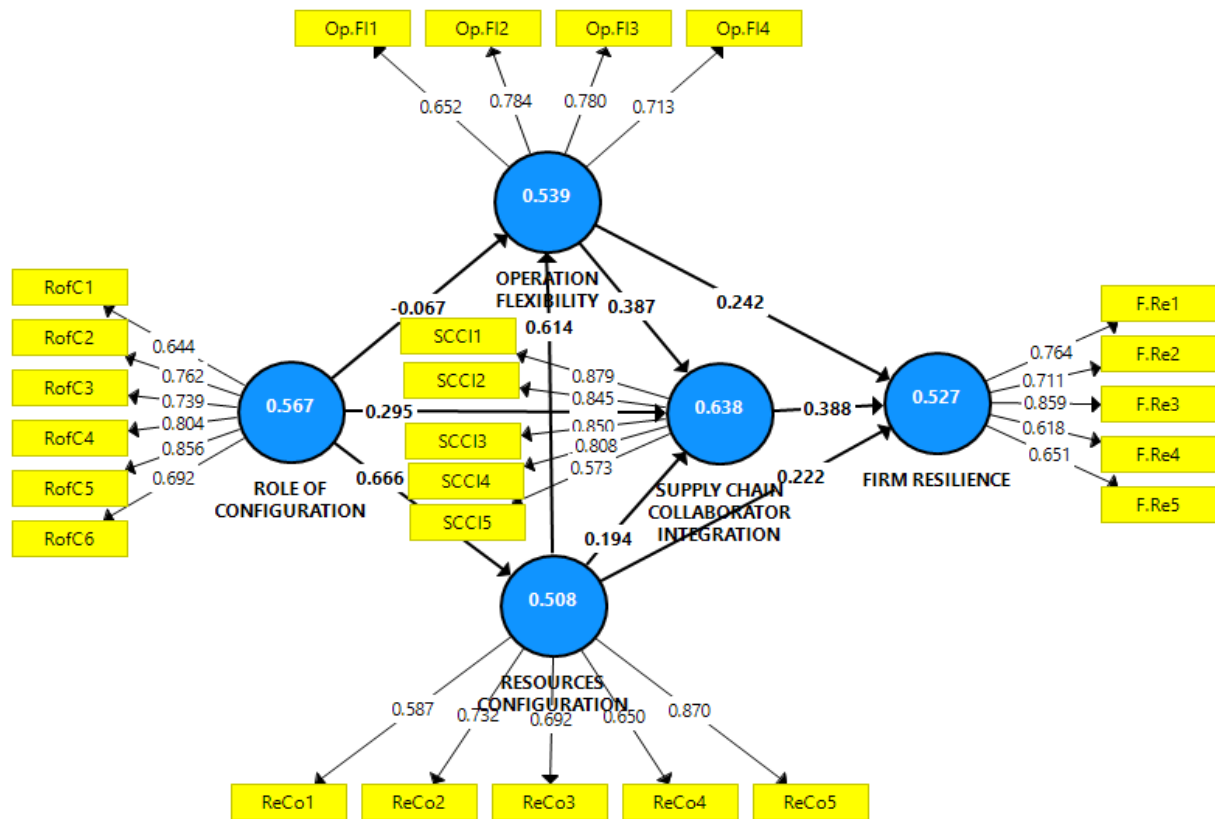 Op.Fl1
Op.Fl2
Op.Fl3
Op.Fl4
0.652
0.784
0.780
0.713
0.539
OPERATION
FLEXIBILITY
RofC1
RofC2
RofC3
RofC4
RofC5
RofC6
0.644
0.762
0.739
0.804
0.856
0.692
0.567
ROLE OF
CONFIGURATION
-0.067
0.295
0.666
0.614
0.387
0.242
SCCI1
SCCI2
SCCI3
SCCI4
SCCI5
0.879
0.845
0.850
0.808
0.573
0.638
SUPPLY CHAIN
COLLABORATOR
INTEGRATION
0.388
0.222
0.194
0.527
FIRM RESILIENCE
0.764
0.711
0.859
0.618
0.651
F.Re1
F.Re2
F.Re3
F.Re4
F.Re5
0.508
RESOURCES
CONFIGURATION
0.587
0.732
0.692
0.650
0.870
ReCo1
ReCo2
ReCo3
ReCo4
ReCo5